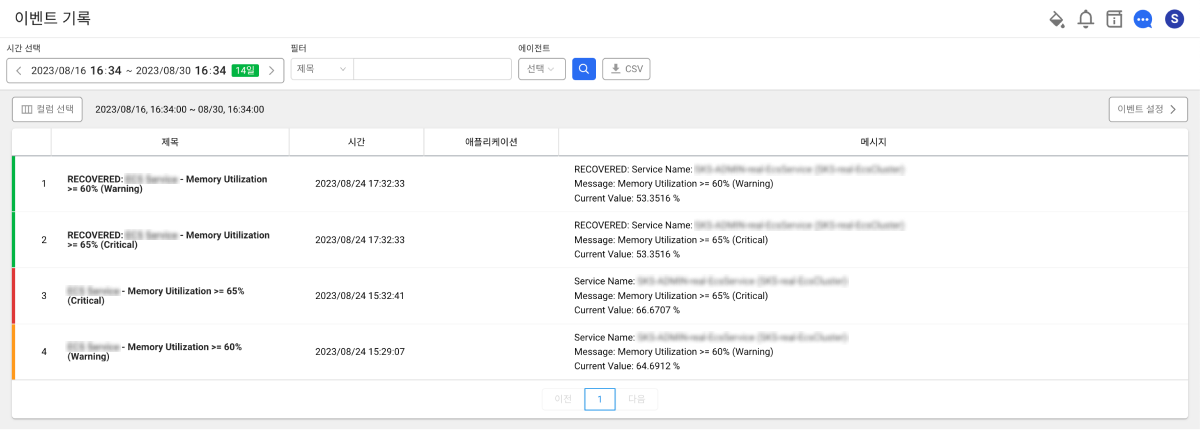 이벤트 기록
S
시간 선택
필터
에이전트
2023/08/16 16:34 ~ 2023/08/30 16:34 14일
제목
선택
CSV
컬럼 선택
2023/08/16, 16:34:00 ~ 08/30, 16:34:00
이벤트 설정
제목 시간 애플리케이션 메시지
1
RECOVERED: - Memory Utilization
>= 60% (Warning)
2023/08/24 17:32:33
RECOVERED: Service Name:
Message: Memory Utilization >= 60% (Warning)
Current Value: 53.3516 %
2
RECOVERED: - Memory Uitilization
>= 65% (Critical)
2023/08/24 17:32:33
RECOVERED: Service Name:
Message: Memory Utilization >= 65% (Critical)
Current Value: 53.3516 %
3
- Memory Uitilization >= 65%
(Critical)
2023/08/24 15:32:41
Service Name:
Message: Memory Utilization >= 65% (Critical)
Current Value: 66.6707 %
4
- Memory Utilization >= 60%
(Warning)
2023/08/24 15:29:07
Service Name:
Message: Memory Utilization >= 60% (Warning)
Current Value: 64.6912 %
이전 1 다음